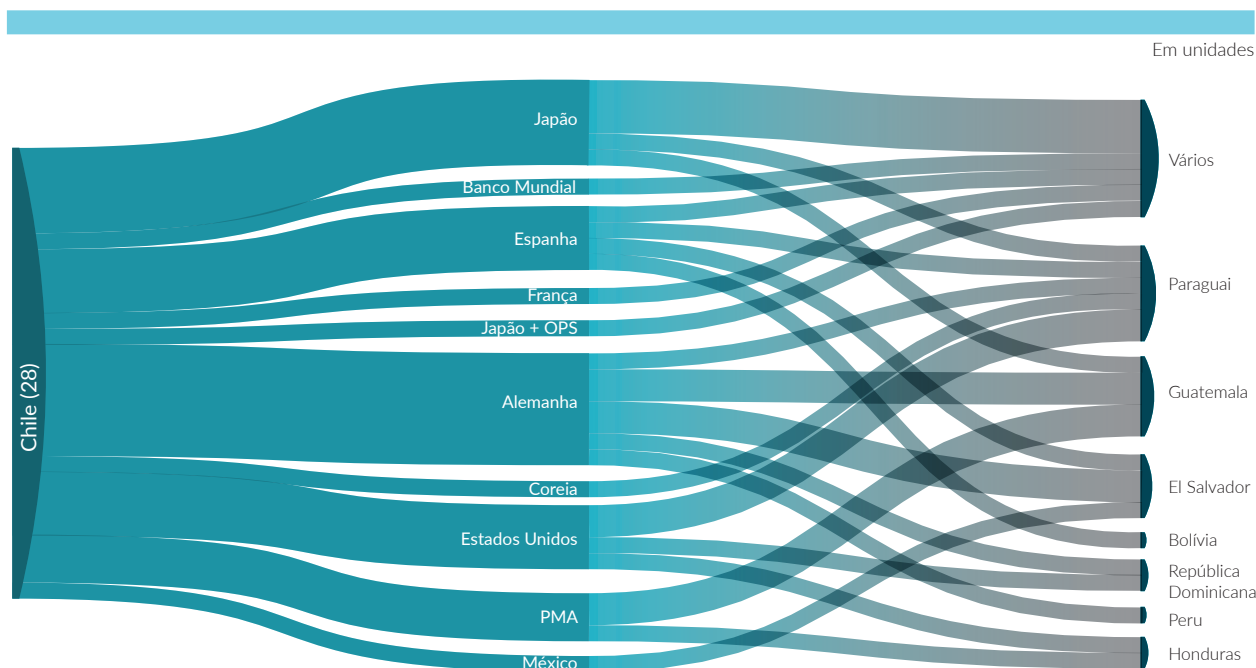 Em unidades
Chile (28)
Japão
Banco Mundial
Espanha
França
Japão + OPS
Alemanha
Coreia
Estados Unidos
PMA
México
Vários
Paraguai
Guatemala
El Salvador
Bolívia
República
Dominicana
Peru
Honduras